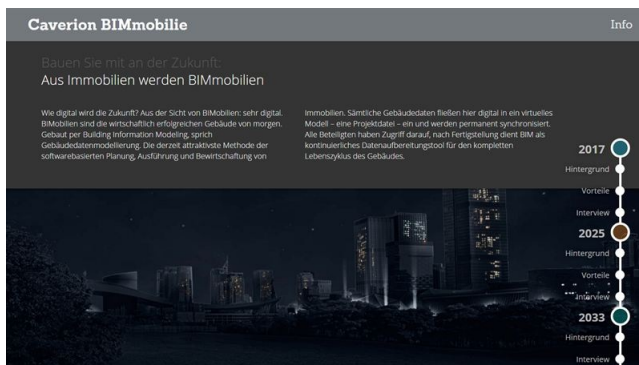 Caverion BIMmobilie
Info
Bauen Sie mit an der Zukunft:
Aus Immobilien werden BIMmobilien
Wie digital wird die Zukunft? Aus der Sicht von BIMobilien: sehr digital.
BIMobilien sind die wirtschaftlich erfolgreichen Gebäude von morgen.
Gebaut per Building Information Modeling, sprich
Gebäudedatenmodellierung. Die derzeit attraktivste Methode der
softwarebasierten Planung, Ausführung und Bewirtschaftung von
Immobilien. Sämtliche Gebäudedaten fließen hier digital in ein virtuelles
Modell – eine Projektdatei – ein und werden permanent synchronisiert.
Alle Beteiligten haben Zugriff darauf, nach Fertigstellung dient BIM als
kontinuierliches Datenaufbereitungstool für den kompletten
Lebenszyklus des Gebäudes.
2017
Hintergrund
Vorteile
Interview
2025
Hintergrund
Vorteile
Interview
2033
Hintergrund
Interview